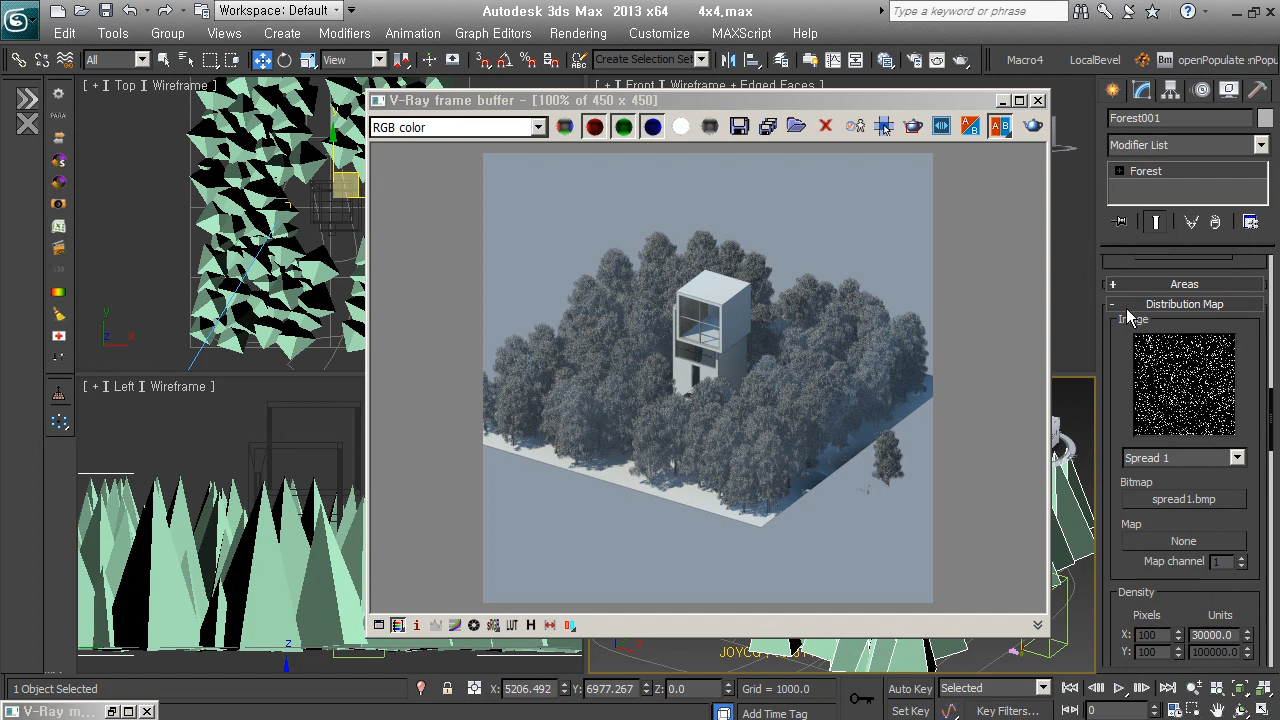 Workspace: Default
Autodesk 3ds Max 2013 x64 4x4.max
Type a keyword or phrase
Edit Tools Group Views Create Modifiers Animation Graph Editors Rendering Customize MAXScript Help
All
View
Create Selection Set
Macro4 LocalBevel openPopulate nPopu
[ + ] Top ] Wireframe ]
[ + ] Front ] Wireframe + Edged Faces ]
V-Ray frame buffer - [100% of 450 x 450]
RGB color
Forest001
Modifier List
Forest
PARA
Areas
Distribution Map
Image
Spread 1
Bitmap
spread1.bmp
Map
None
Map channel 1
Density
Pixels Units
X: 100 30000.0
Y: 100 100000.0
y
x
[ + ] Left ] Wireframe ]
z
LUT H
1 Object Selected
X: 5206.492 Y: 6977.267 Z: 0.0 Grid = 1000.0
Auto Key Selected
Add Time Tag
Set Key Key Filters...
0
V-Ray m...